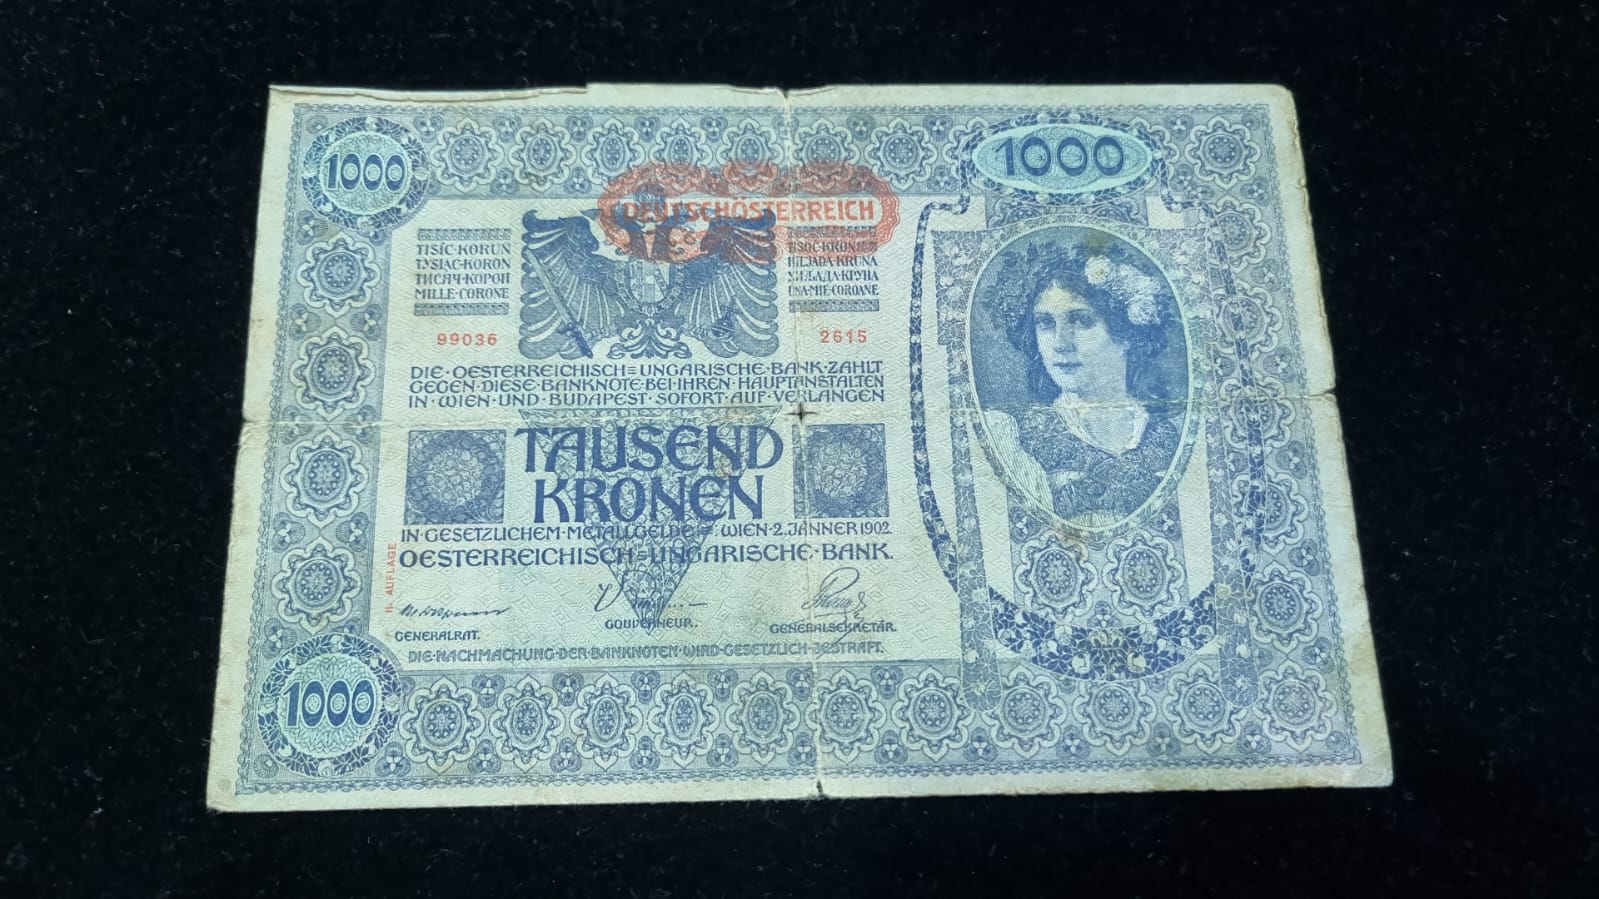 1000
1000
DEUTSCHÖSTERREICH
TISÍC·KORUN
TYSIĄC·KORON
ТИСЯЧ·КОРОН
MILLE·CORONE
TISOČ·KRON
HILJADA·KRUNA
ХИЉАДА·КРУНА
UNA·MIE·COROANE
99036
2615
DIE·OESTERREICHISCH=UNGARISCHE·BANK·ZAHLT
GEGEN·DIESE·BANKNOTE·BEI·IHREN·HAUPTANSTALTEN
IN·WIEN·UND·BUDAPEST·SOFORT·AUF·VERLANGEN
TAUSEND
KRONEN
IN·GESETZLICHEM·METALLGELDE=.WIEN·2.JÄNNER 1902
OESTERREICHISCH=UNGARISCHE·BANK.
II. AUFLAGE
GENERALRAT.
GOUVERNEUR.
GENERALSEKRETÄR.
DIE·NACHMACHUNG·DER·BANKNOTEN·WIRD·GESETZLICH·BESTRAFT.
1000